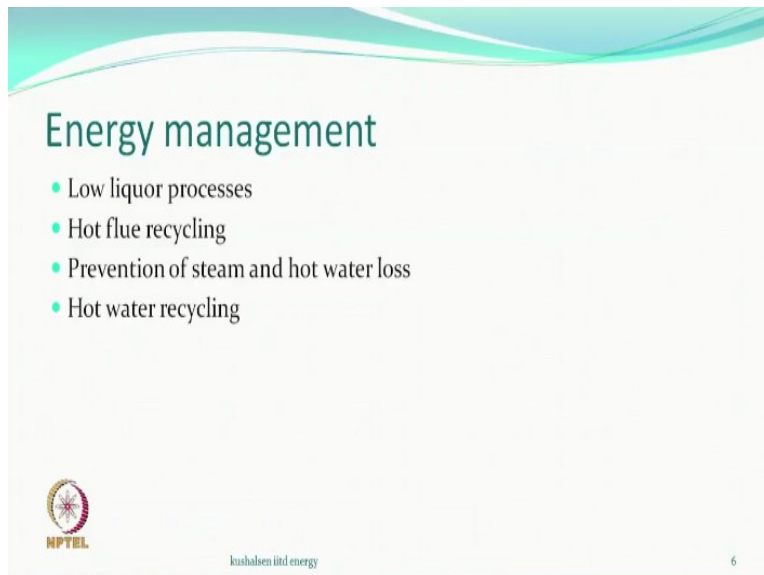 Energy management
Low liquor processes
Hot flue recycling
Prevention of steam and hot water loss
Hot water recycling
NPTEL
kushalsen iitd energy
6